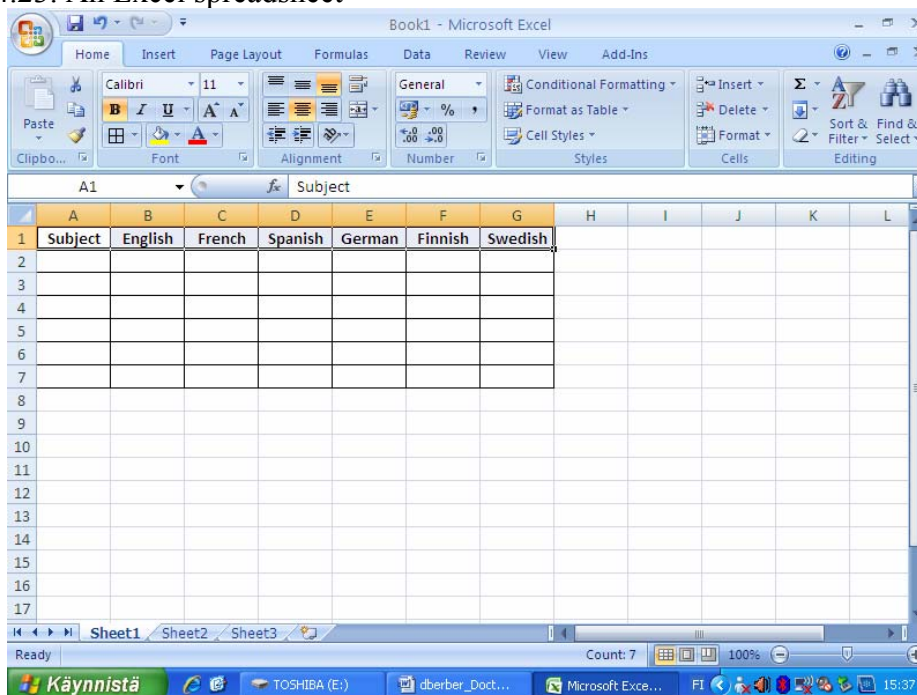 .23. An Excel spreadsheet
Book1 - Microsoft Excel
Home Insert Page Layout Formulas Data Review View Add-Ins
Calibri 11 General Conditional Formatting Insert Σ
Paste B I U A A % , Format as Table Delete Sort & Find &
A .00 .00 Cell Styles Format Filter Select
Clipbo... Font Alignment Number Styles Cells Editing
A1 fx Subject
A B C D E F G H I J K L
1 Subject English French Spanish German Finnish Swedish
2
3
4
5
6
7
8
9
10
11
12
13
14
15
16
17
Sheet1 Sheet2 Sheet3
Ready Count: 7 100%
Käynnistä TOSHIBA (E:) dberber_Doct... Microsoft Exce... FI 15:37